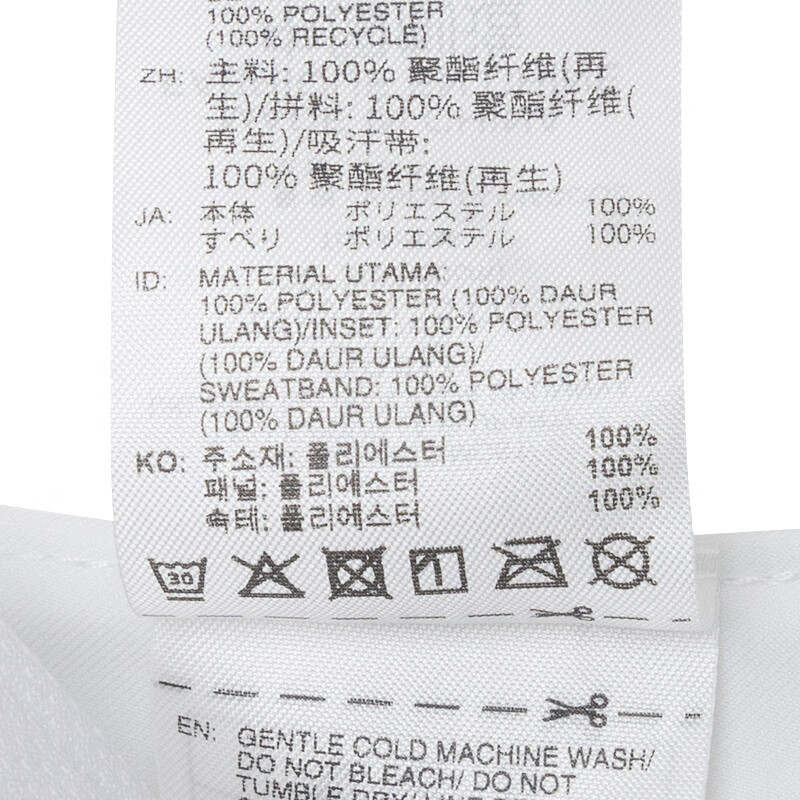 100% POLYESTER
(100% RECYCLÉ)
ZH: 主料: 100% 聚酯纤维(再
生)/拼料: 100% 聚酯纤维(
再生)/吸汗带:
100% 聚酯纤维(再生)
JA: 本体 ポリエステル 100%
すべり ポリエステル 100%
ID: MATERIAL UTAMA:
100% POLYESTER (100% DAUR
ULANG)/INSET: 100% POLYESTER
(100% DAUR ULANG)/
SWEATBAND: 100% POLYESTER
(100% DAUR ULANG)
KO: 주소재: 폴리에스터 100%
패널: 폴리에스터 100%
속테: 폴리에스터 100%
30
1
EN: GENTLE COLD MACHINE WASH/
DO NOT BLEACH/ DO NOT
TUMBLE DRY/